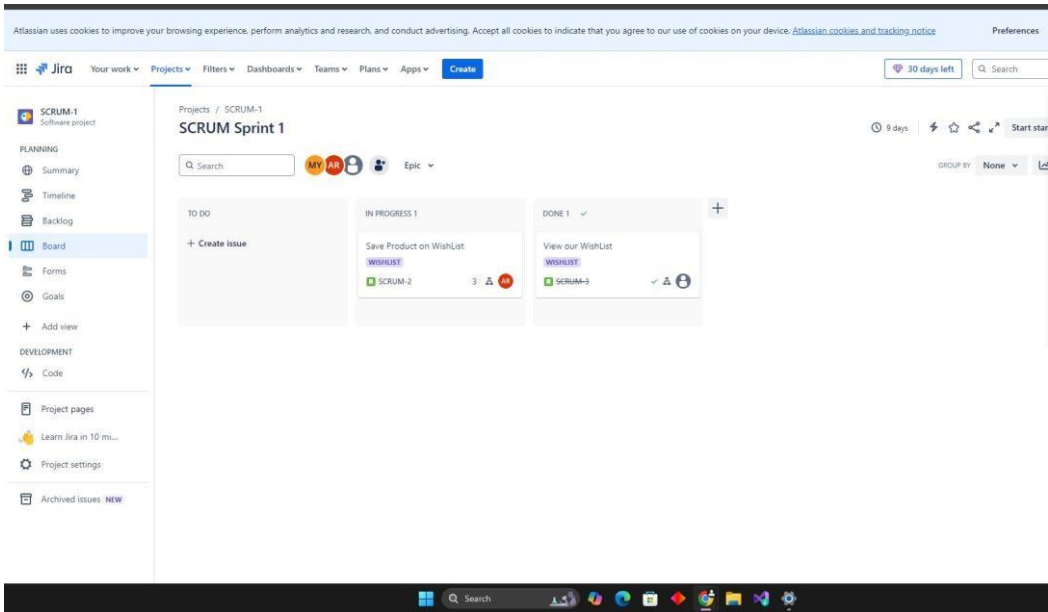 Atlassian uses cookies to improve your browsing experience, perform analytics and research, and conduct advertising. Accept all cookies to indicate that you agree to our use of cookies on your device. Atlassian cookies and tracking notice Preferences
Jira Your work Projects Filters Dashboards Teams Plans Apps Create 30 days left Search
SCRUM-1
Software project
PLANNING
Summary
Timeline
Backlog
Board
Forms
Goals
Add view
DEVELOPMENT
Code
Project pages
Learn Jira in 10 mi...
Project settings
Archived issues NEW
Projects / SCRUM-1
SCRUM Sprint 1
9 days Start star
Search MY AR Epic GROUP BY None
TO DO
+ Create issue
IN PROGRESS 1
Save Product on WishList
WISHLIST
SCRUM-2 3 AR
DONE 1
View our WishList
WISHLIST
SCRUM-3
Search